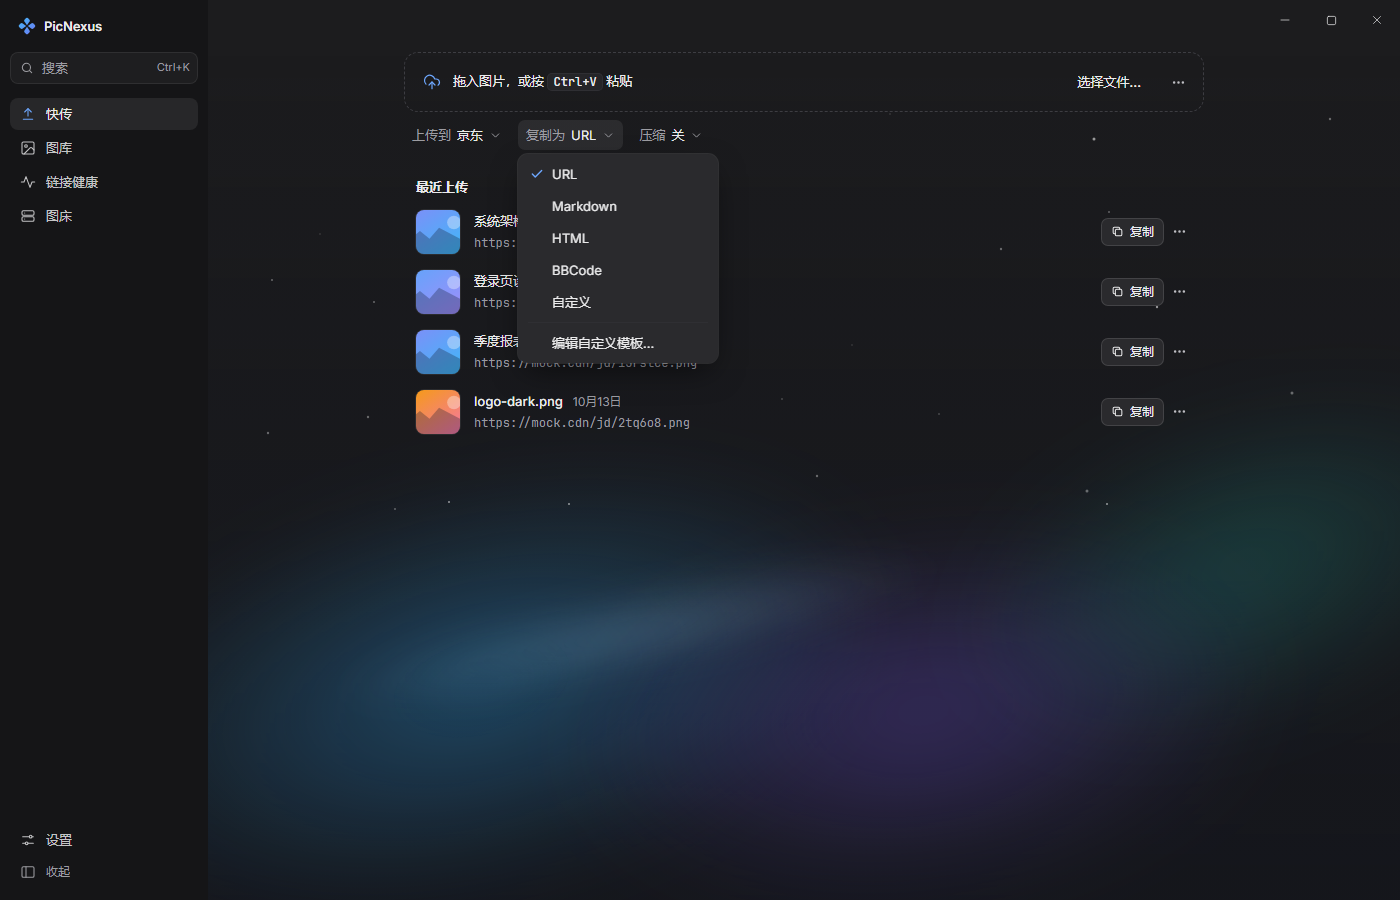 PicNexus
搜索 Ctrl+K
快传
图库
链接健康
图床
设置
收起
拖入图片，或按 Ctrl+V 粘贴 选择文件...
上传到 京东 复制为 URL 压缩 关
URL
Markdown
HTML
BBCode
自定义
编辑自定义模板...
最近上传
系统架
https:
复制
登录页
https:
复制
季度报
https://mock.cdn/jd/
复制
logo-dark.png 10月13日
https://mock.cdn/jd/2tq6o8.png
复制